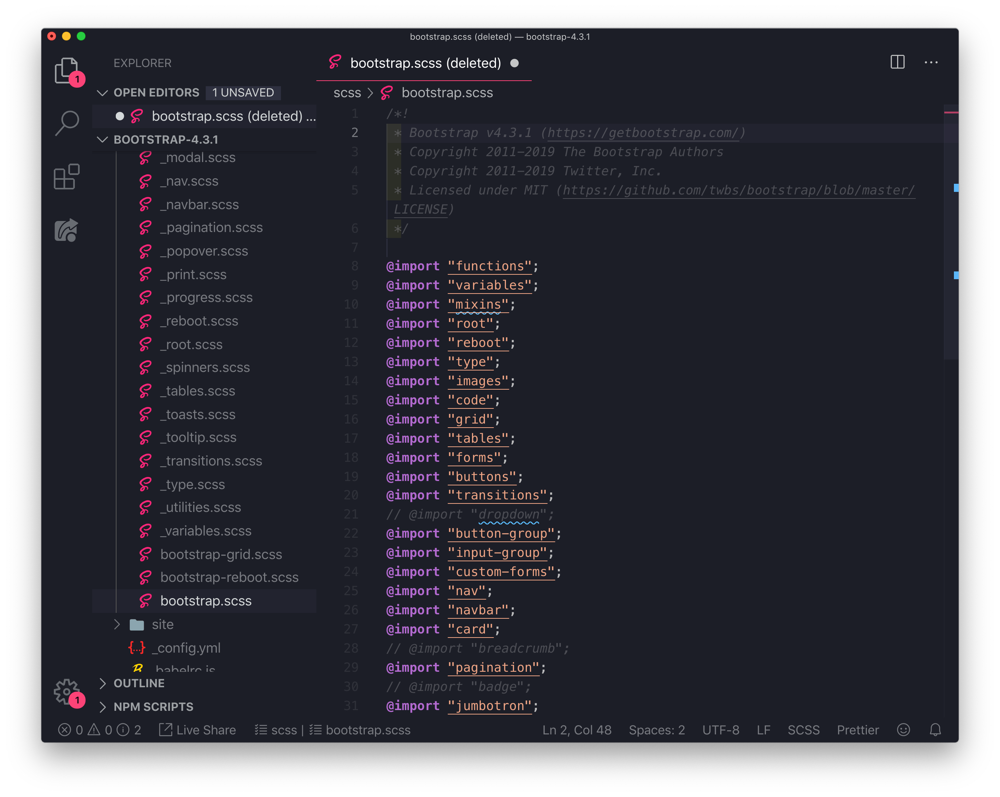 bootstrap.scss (deleted) — bootstrap-4.3.1
EXPLORER
1
OPEN EDITORS 1 UNSAVED
bootstrap.scss (deleted) ...
BOOTSTRAP-4.3.1
_modal.scss
_nav.scss
_navbar.scss
_pagination.scss
_popover.scss
_print.scss
_progress.scss
_reboot.scss
_root.scss
_spinners.scss
_tables.scss
_toasts.scss
_tooltip.scss
_transitions.scss
_type.scss
_utilities.scss
_variables.scss
bootstrap-grid.scss
bootstrap-reboot.scss
bootstrap.scss
site
{...} _config.yml
.babelrc.js
OUTLINE
1
NPM SCRIPTS
bootstrap.scss (deleted)
scss > bootstrap.scss
1 /*!
2 * Bootstrap v4.3.1 (https://getbootstrap.com/)
3 * Copyright 2011-2019 The Bootstrap Authors
4 * Copyright 2011-2019 Twitter, Inc.
5 * Licensed under MIT (https://github.com/twbs/bootstrap/blob/master/
LICENSE)
6 */
7
8 @import "functions";
9 @import "variables";
10 @import "mixins";
11 @import "root";
12 @import "reboot";
13 @import "type";
14 @import "images";
15 @import "code";
16 @import "grid";
17 @import "tables";
18 @import "forms";
19 @import "buttons";
20 @import "transitions";
21 // @import "dropdown";
22 @import "button-group";
23 @import "input-group";
24 @import "custom-forms";
25 @import "nav";
26 @import "navbar";
27 @import "card";
28 // @import "breadcrumb";
29 @import "pagination";
30 // @import "badge";
31 @import "jumbotron";
0 0 2 Live Share scss | bootstrap.scss Ln 2, Col 48 Spaces: 2 UTF-8 LF SCSS Prettier